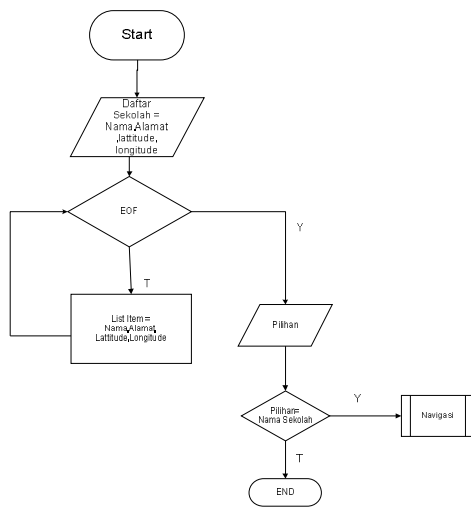 Start
Daftar
Sekolah =
Nama,Alamat
,lattitude,
longitude
EOF
Y
T
List Item =
Nama,Alamat,
Lattitude,Longitude
Pilihan
Pilihan=
Nama Sekolah
Y
Navigasi
T
END